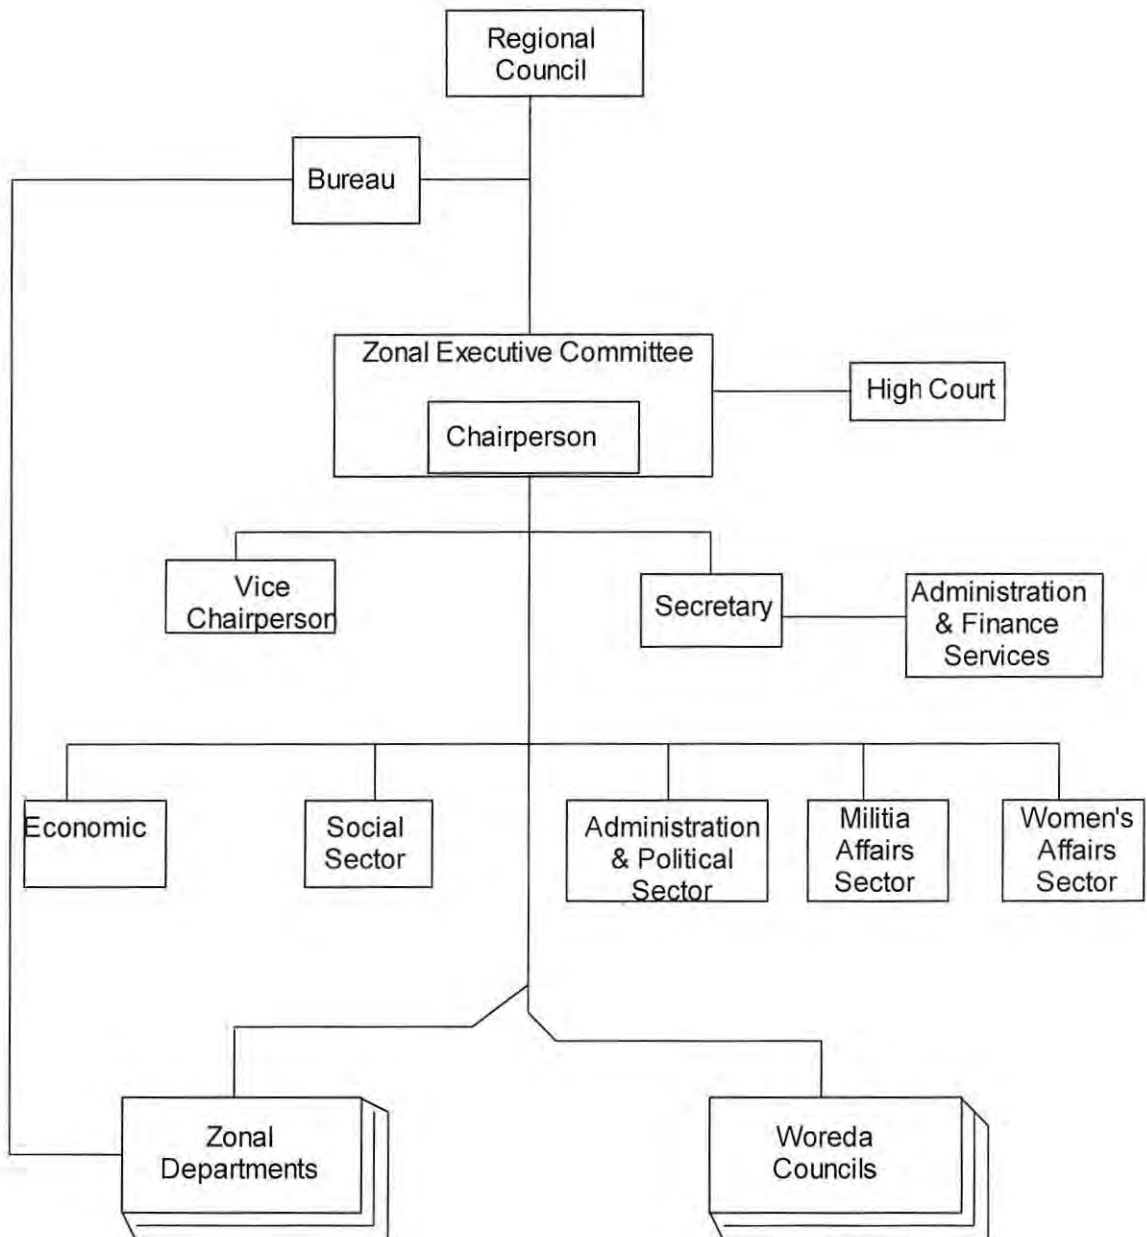 Regional
Council
Bureau
Zonal Executive Committee
Chairperson
High Court
Vice
Chairperson
Secretary
Administration
& Finance
Services
Economic
Social
Sector
Administration
& Political
Sector
Militia
Affairs
Sector
Women's
Affairs
Sector
Zonal
Departments
Woreda
Councils